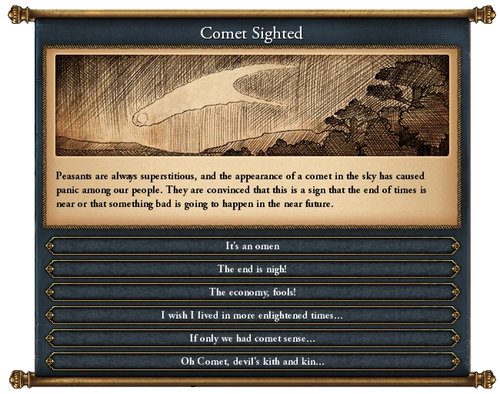 Comet Sighted
Peasants are always superstitious, and the appearance of a comet in the sky has caused
panic among our people. They are convinced that this is a sign that the end of times is
near or that something bad is going to happen in the near future.
It's an omen
The end is nigh!
The economy, fools!
I wish I lived in more enlightened times...
If only we had comet sense...
Oh Comet, devil's kith and kin...